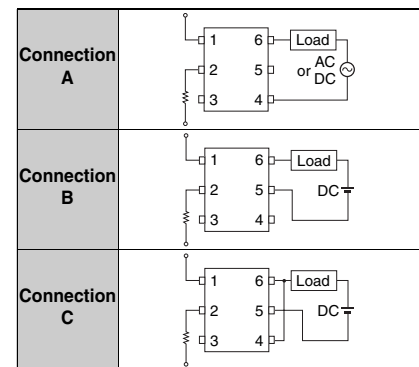 Connection
A
1 6 Load
2 5 or AC
DC
3 4
Connection
B
1 6 Load
2 5 DC
3 4
Connection
C
1 6 Load
2 5 DC
3 4